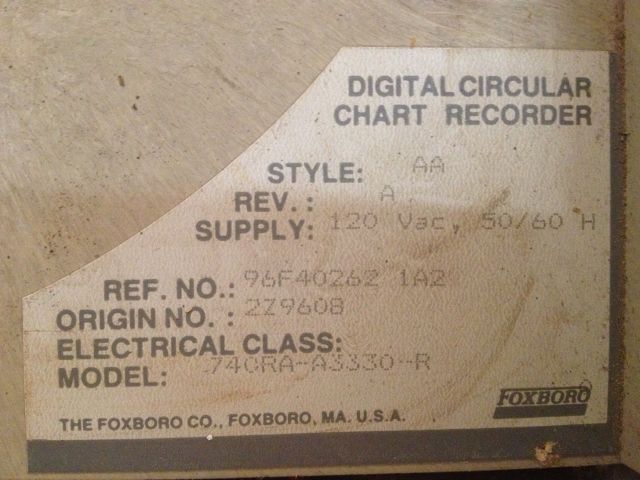 DIGITAL CIRCULAR
CHART RECORDER
STYLE: AA
REV. : A
SUPPLY: 120 Vac, 50/60 H
REF. NO.: 96F40262 1A2
ORIGIN NO. : 2Z9608
ELECTRICAL CLASS:
MODEL: 740RA-A3330-R
THE FOXBORO CO., FOXBORO, MA. U.S.A.
FOXBORO